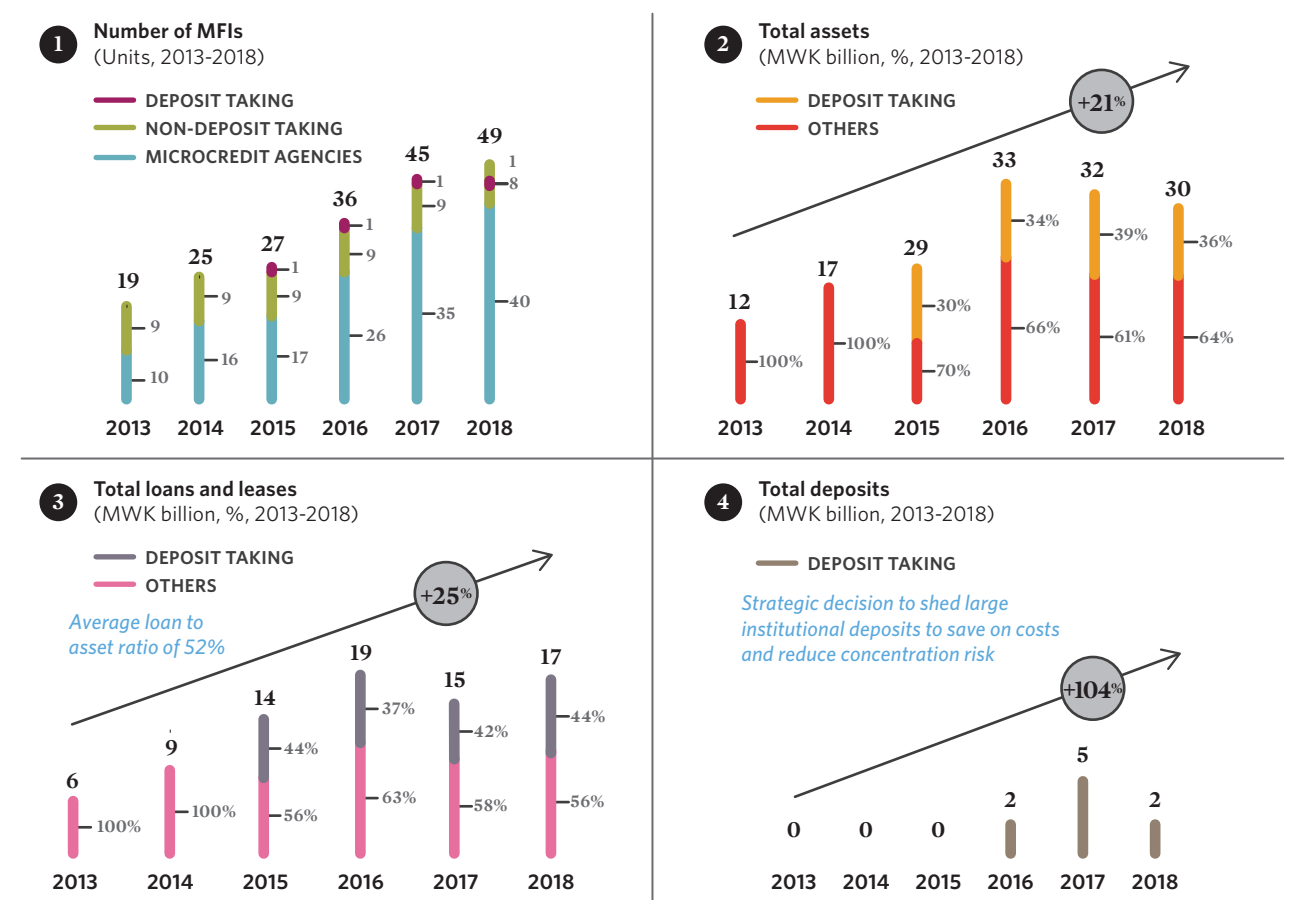 1
Number of MFIs
(Units, 2013-2018)
DEPOSIT TAKING
NON-DEPOSIT TAKING
MICROCREDIT AGENCIES
19
9
10
25
9
16
27
1
9
17
36
1
9
26
45
1
9
35
49
1
8
40
2013 2014 2015 2016 2017 2018
2
Total assets
(MWK billion, %, 2013-2018)
DEPOSIT TAKING
OTHERS
+21%
12
100%
17
100%
29
30%
70%
33
34%
66%
32
39%
61%
30
36%
64%
2013 2014 2015 2016 2017 2018
3
Total loans and leases
(MWK billion, %, 2013-2018)
DEPOSIT TAKING
OTHERS
Average loan to
asset ratio of 52%
+25%
6
100%
9
100%
14
44%
56%
19
37%
63%
15
42%
58%
17
44%
56%
2013 2014 2015 2016 2017 2018
4
Total deposits
(MWK billion, 2013-2018)
DEPOSIT TAKING
Strategic decision to shed large
institutional deposits to save on costs
and reduce concentration risk
+104%
0
0
0
2
5
2
2013 2014 2015 2016 2017 2018